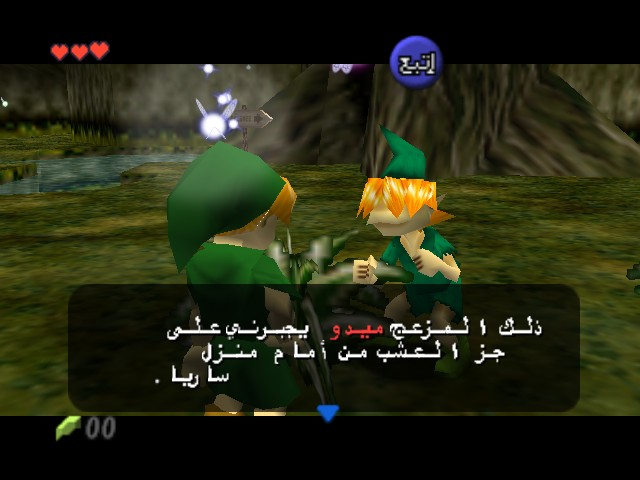 إتبع
ذلك المزعج ميدو يجبرني على
جز العشب من أمام منزل
ساريا .
00